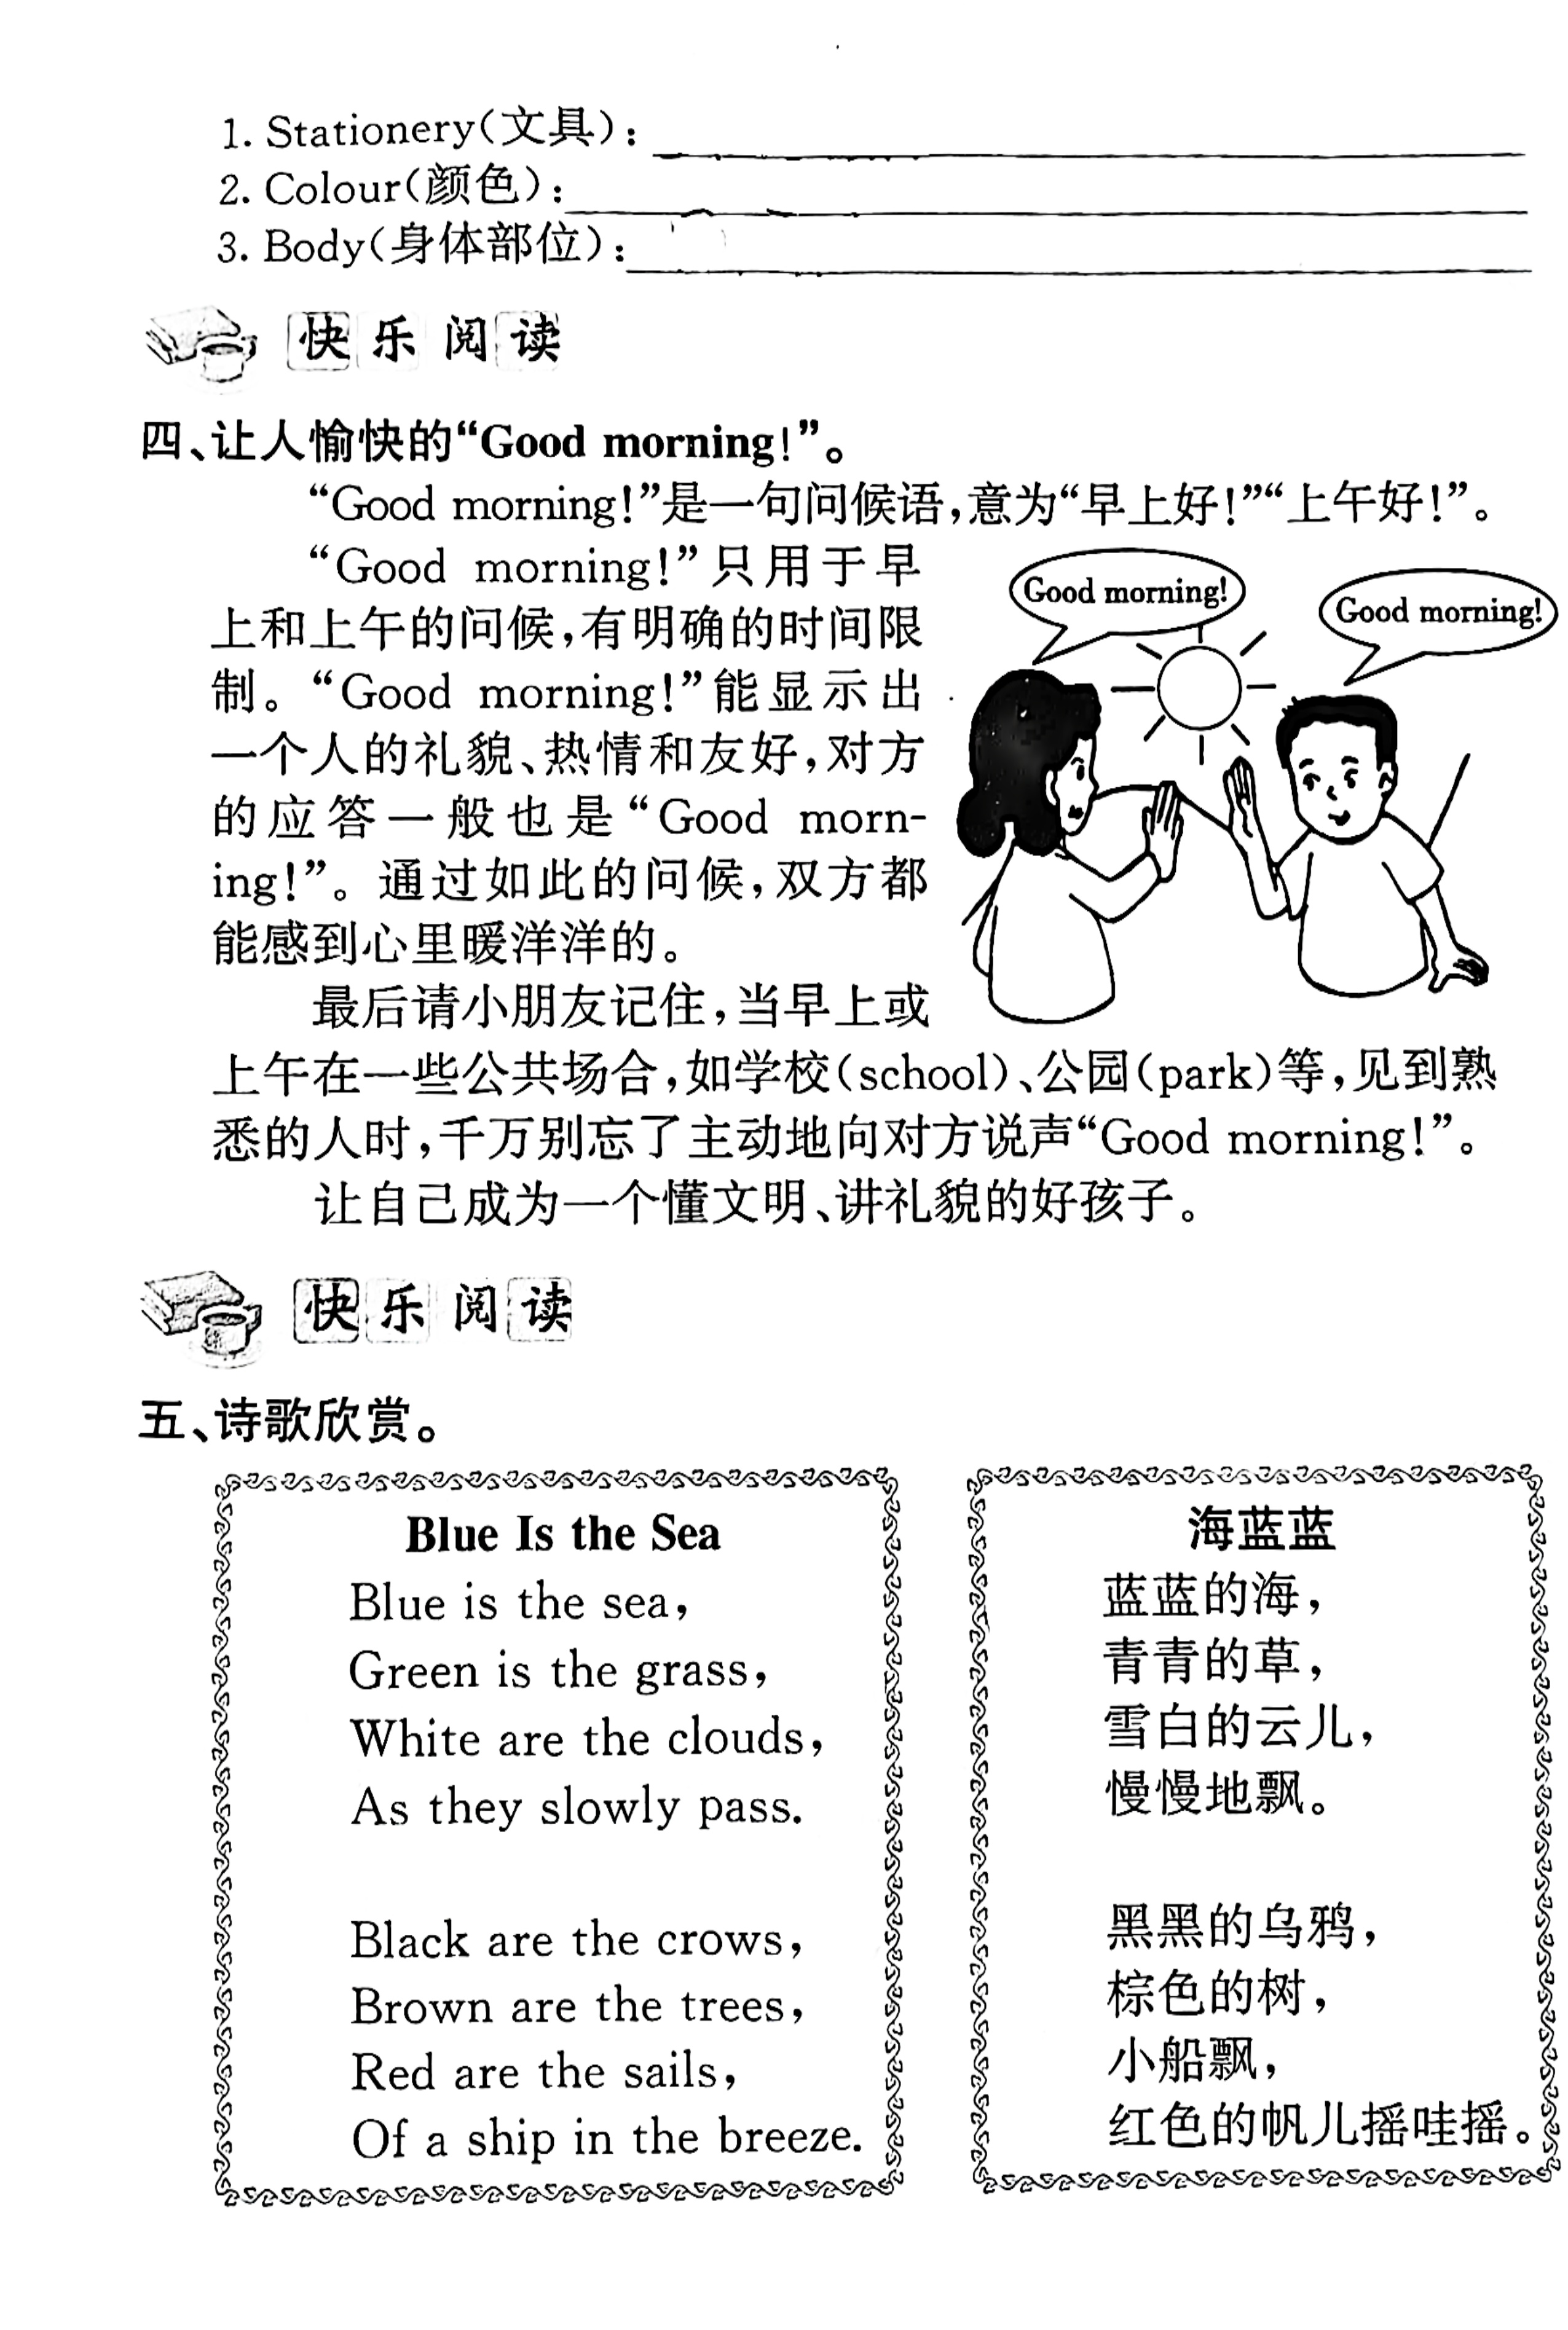 1. Stationery(文具):
2. Colour(颜色):
3. Body(身体部位):
快乐阅读
四、让人愉快的“Good morning!”。
“Good morning!”是一句问候语,意为“早上好!”“上午好!”。
“Good morning!”只用于早
上和上午的问候,有明确的时间限
制。“Good morning!”能显示出
一个人的礼貌、热情和友好,对方
的应答一般也是“Good morn-
ing!”。通过如此的问候,双方都
能感到心里暖洋洋的。
Good morning!
Good morning!
最后请小朋友记住,当早上或
上午在一些公共场合,如学校(school)、公园(park)等,见到熟
悉的人时,千万别忘了主动地向对方说声“Good morning!”。
让自己成为一个懂文明、讲礼貌的好孩子。
快乐阅读
五、诗歌欣赏。
Blue Is the Sea
Blue is the sea,
Green is the grass,
White are the clouds,
As they slowly pass.
Black are the crows,
Brown are the trees,
Red are the sails,
Of a ship in the breeze.
海蓝蓝
蓝蓝的海,
青青的草,
雪白的云儿,
慢慢地飘。
黑黑的乌鸦,
棕色的树,
小船飘,
红色的帆儿摇哇摇。